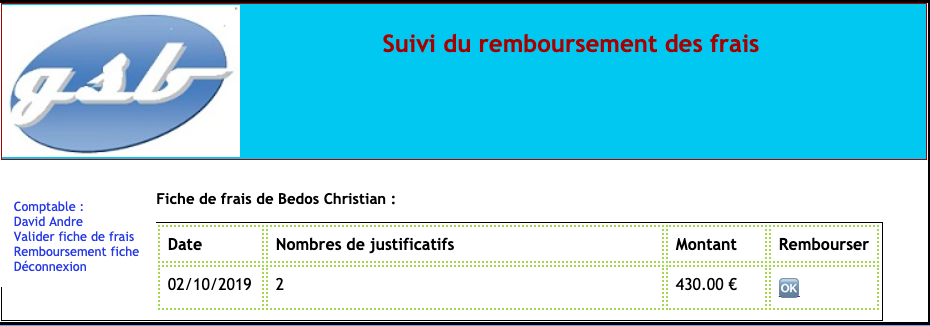 gsb
Suivi du remboursement des frais
Comptable :
David Andre
Valider fiche de frais
Remboursement fiche
Déconnexion
Fiche de frais de Bedos Christian :
Date Nombres de justificatifs Montant Rembourser
02/10/2019 2 430.00 € OK